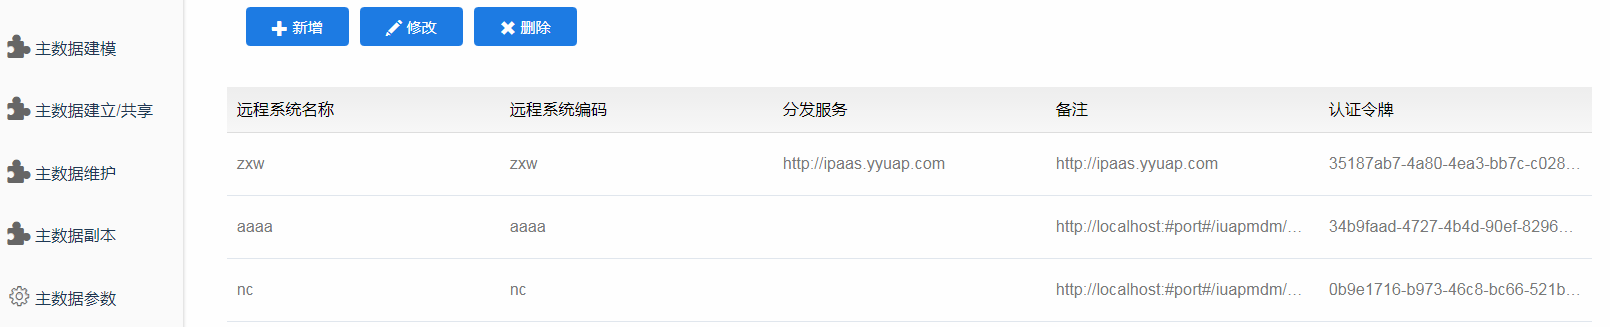 新增 修改 删除
主数据建模
主数据建立/共享
主数据维护
主数据副本
主数据参数
远程系统名称 远程系统编码 分发服务 备注 认证令牌
zxw zxw http://ipaas.yyuap.com http://ipaas.yyuap.com 35187ab7-4a80-4ea3-bb7c-c028...
aaaa aaaa http://localhost:#port#/iuapmdm/... 34b9faad-4727-4b4d-90ef-8296...
nc nc http://localhost:#port#/iuapmdm/... 0b9e1716-b973-46c8-bc66-521b...